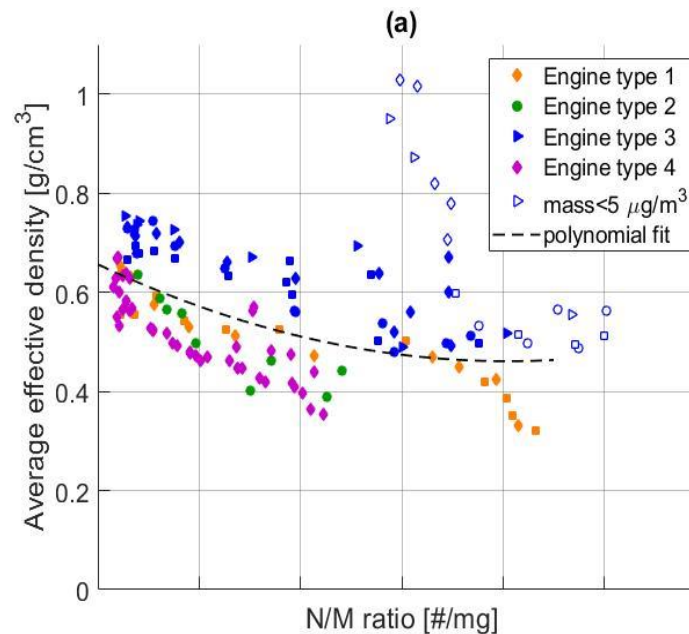 (a)
Average effective density [g/cm³]
1
0.8
0.6
0.4
0.2
0
Engine type 1
Engine type 2
Engine type 3
Engine type 4
mass<5 μg/m³
polynomial fit
N/M ratio [#/mg]